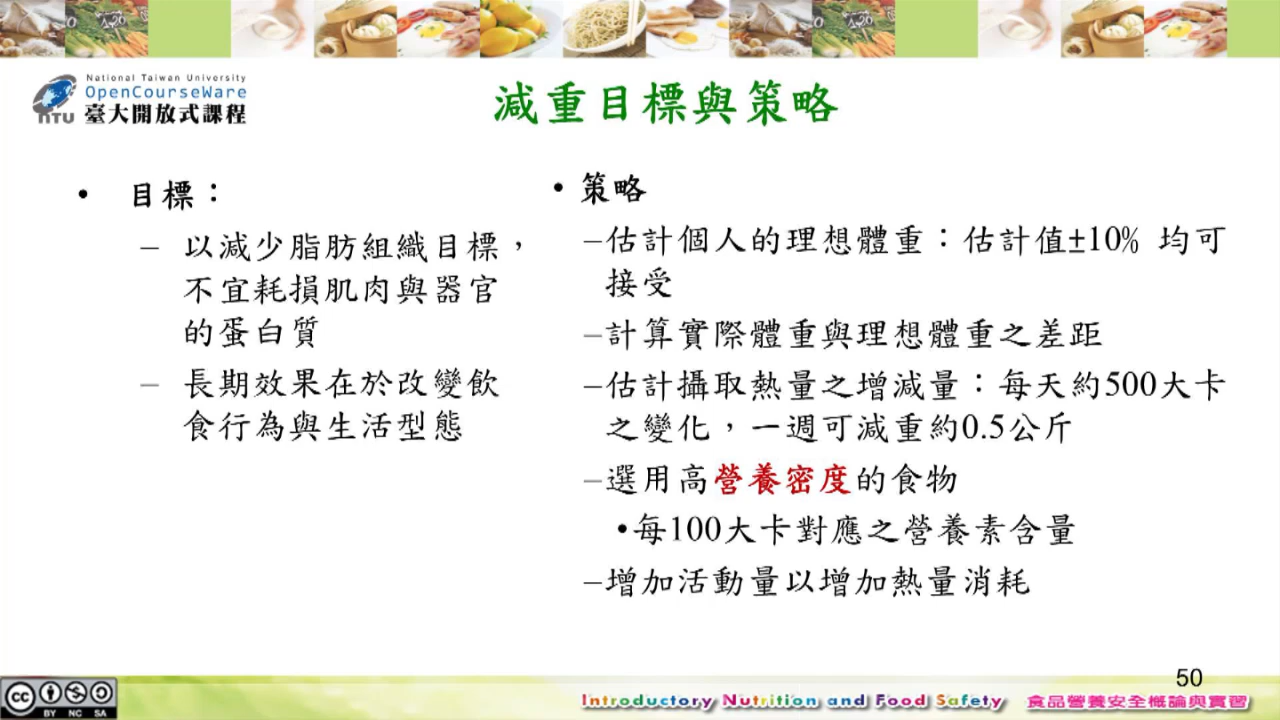 National Taiwan University
OpenCourseWare
NTU 臺大開放式課程
減重目標與策略
• 目標：
– 以減少脂肪組織目標，
不宜耗損肌肉與器官
的蛋白質
– 長期效果在於改變飲
食行為與生活型態
• 策略
–估計個人的理想體重：估計值±10% 均可
接受
–計算實際體重與理想體重之差距
–估計攝取熱量之增減量：每天約500大卡
之變化，一週可減重約0.5公斤
–選用高營養密度的食物
•每100大卡對應之營養素含量
–增加活動量以增加熱量消耗
50
CC BY NC SA
Introductory Nutrition and Food Safety 食品營養安全概論與實習